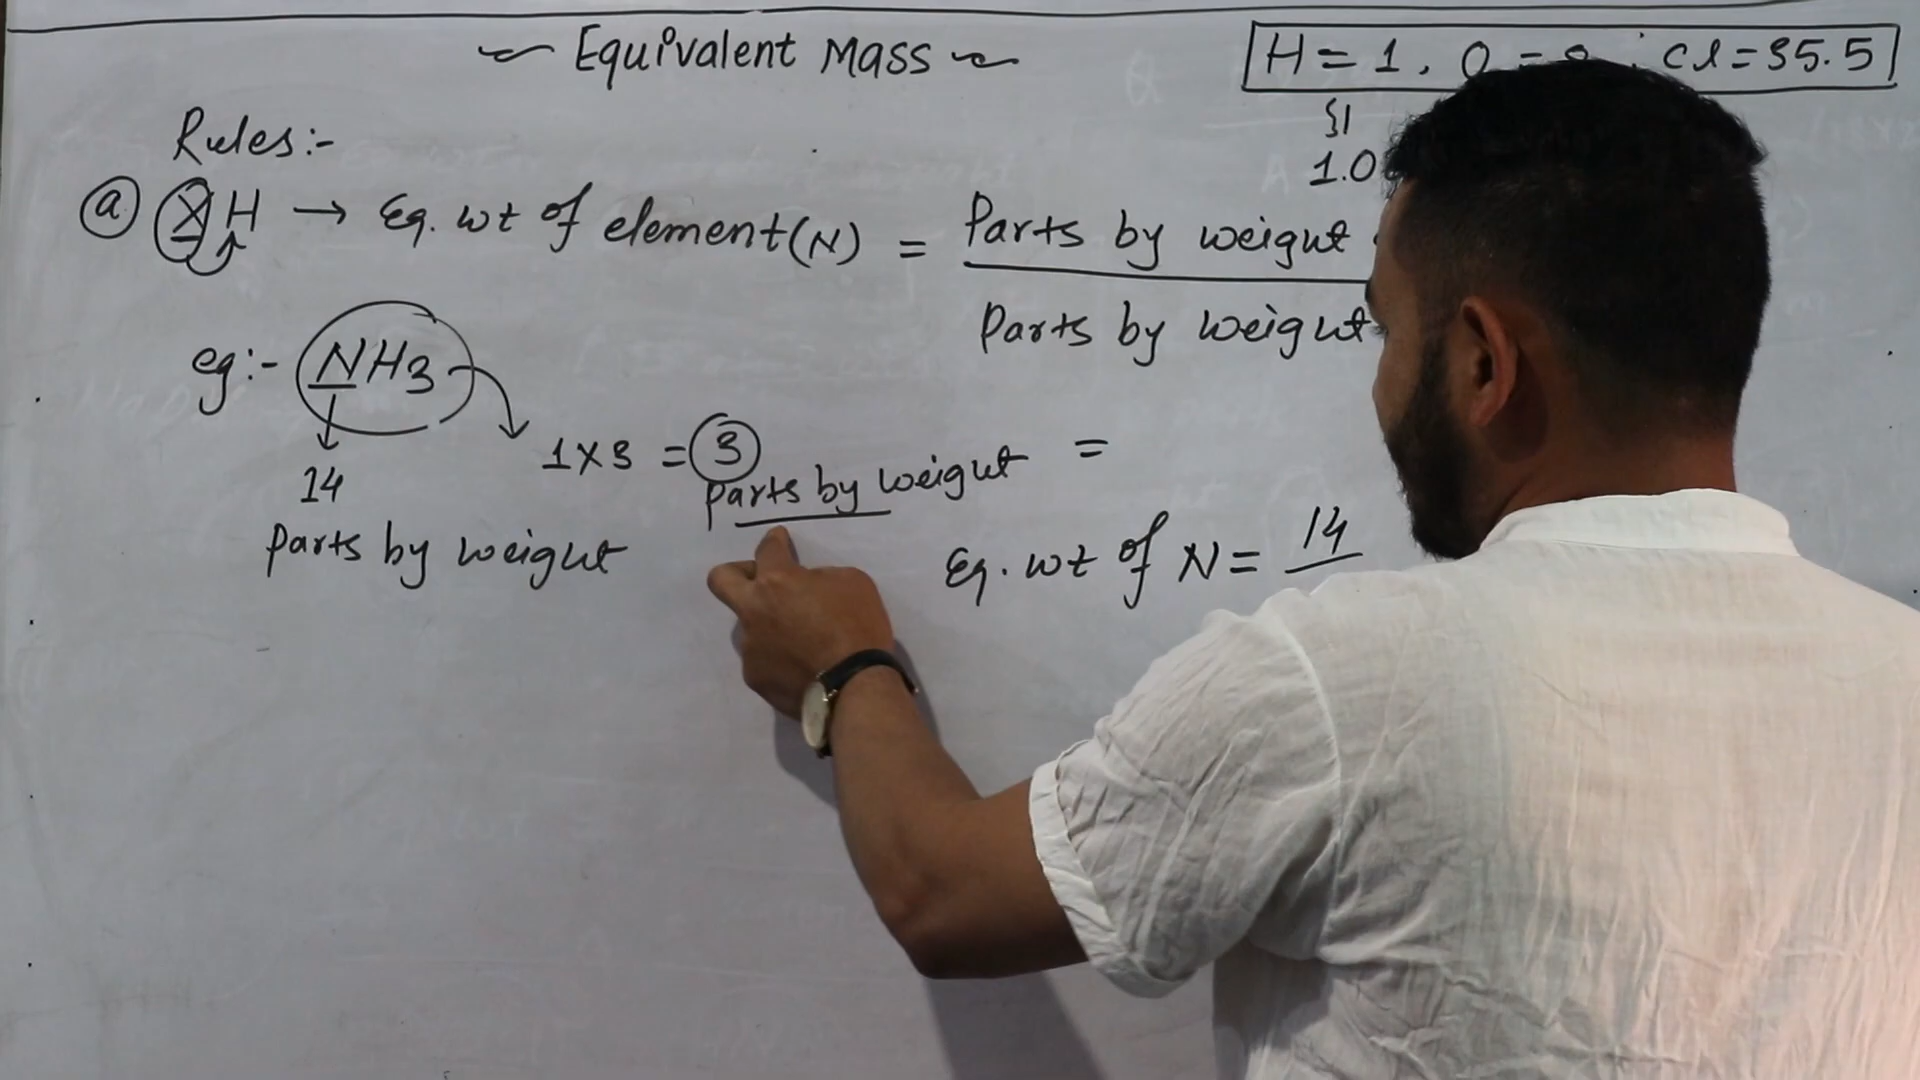 Equivalent Mass
H = 1, O = 8, Cl = 35.5
1.0
Rules:-
(a) XH → Eq. wt of element (N) = Parts by weight
Parts by weight
eg:- NH3
1 x 3 = 3 =
Parts by weight
14
Parts by weight
Eq. wt of N = 14